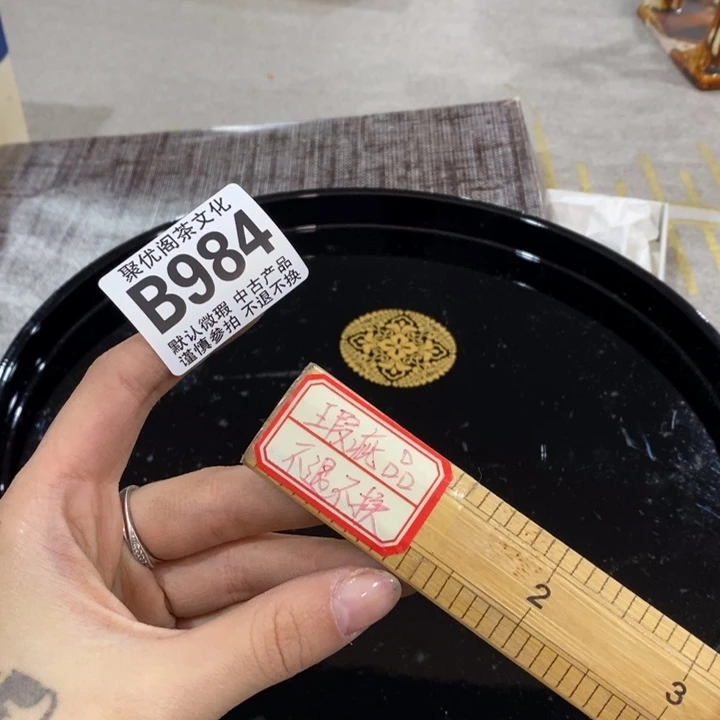 聚优阁茶文化
B984
默认微瑕 中古产品
谨慎参拍 不退不换
瑕疵品
不退不换
2
3